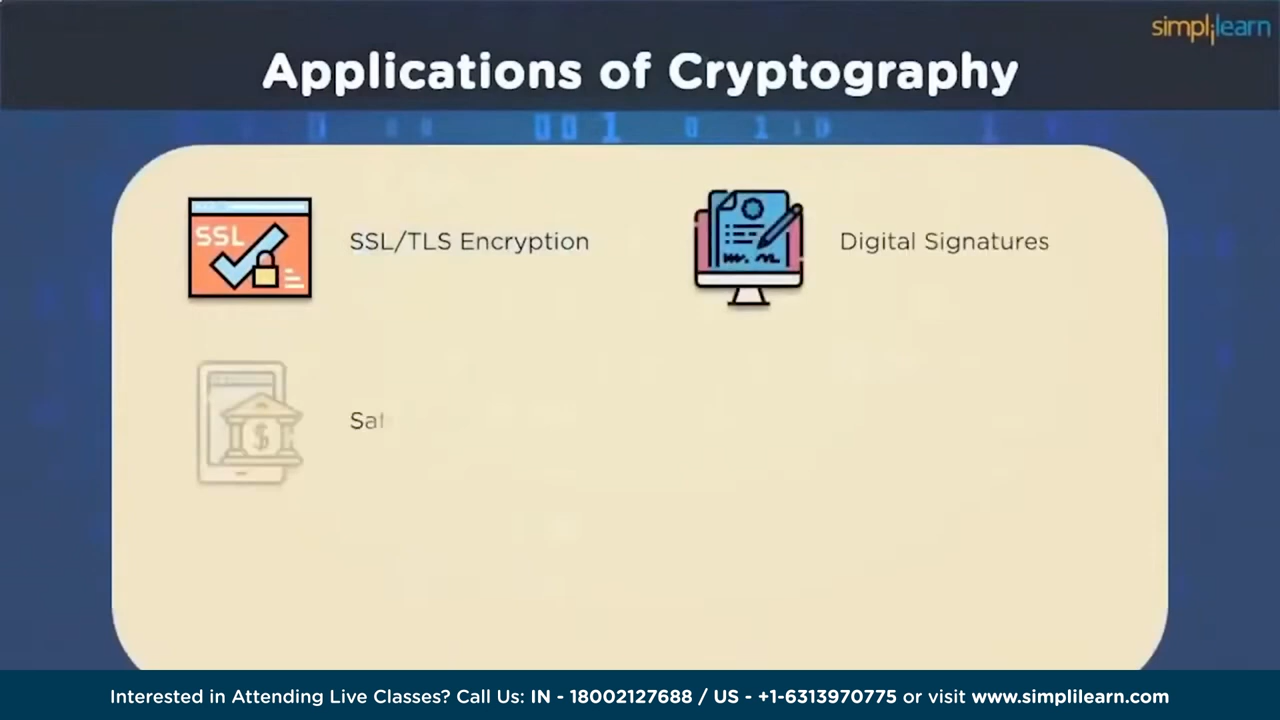 simplilearn
Applications of Cryptography
SSL
SSL/TLS Encryption
Digital Signatures
$
Interested in Attending Live Classes? Call Us: IN - 18002127688 / US - +1-6313970775 or visit www.simplilearn.com